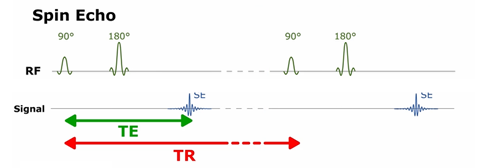 Spin Echo
90° 180° 90° 180°
RF
SE SE
Signal
TE
TR